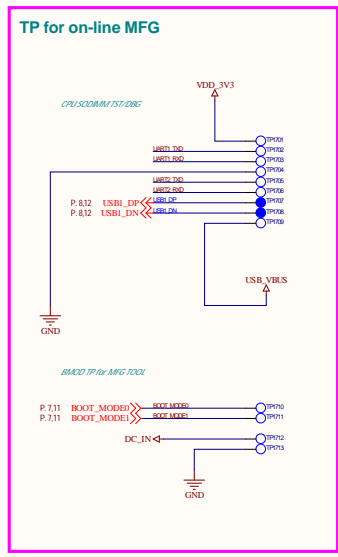 TP for on-line MFG
VDD_3V3
CPU SODIMM TST/DBG
TP1701
UART1_TXD TP1702
UART1_RXD TP1703
TP1704
UART2_TXD TP1705
UART2_RXD TP1706
P. 8,12 USB1_DP USB1_DP TP1707
P. 8,12 USB1_DN USB1_DN TP1708
TP1709
USB_VBUS
GND
BMOD TP for MFG TOOL
P. 7,11 BOOT_MODE0 BOOT_MODE0 TP1710
P. 7,11 BOOT_MODE1 BOOT_MODE1 TP1711
DC_IN TP1712
TP1713
GND